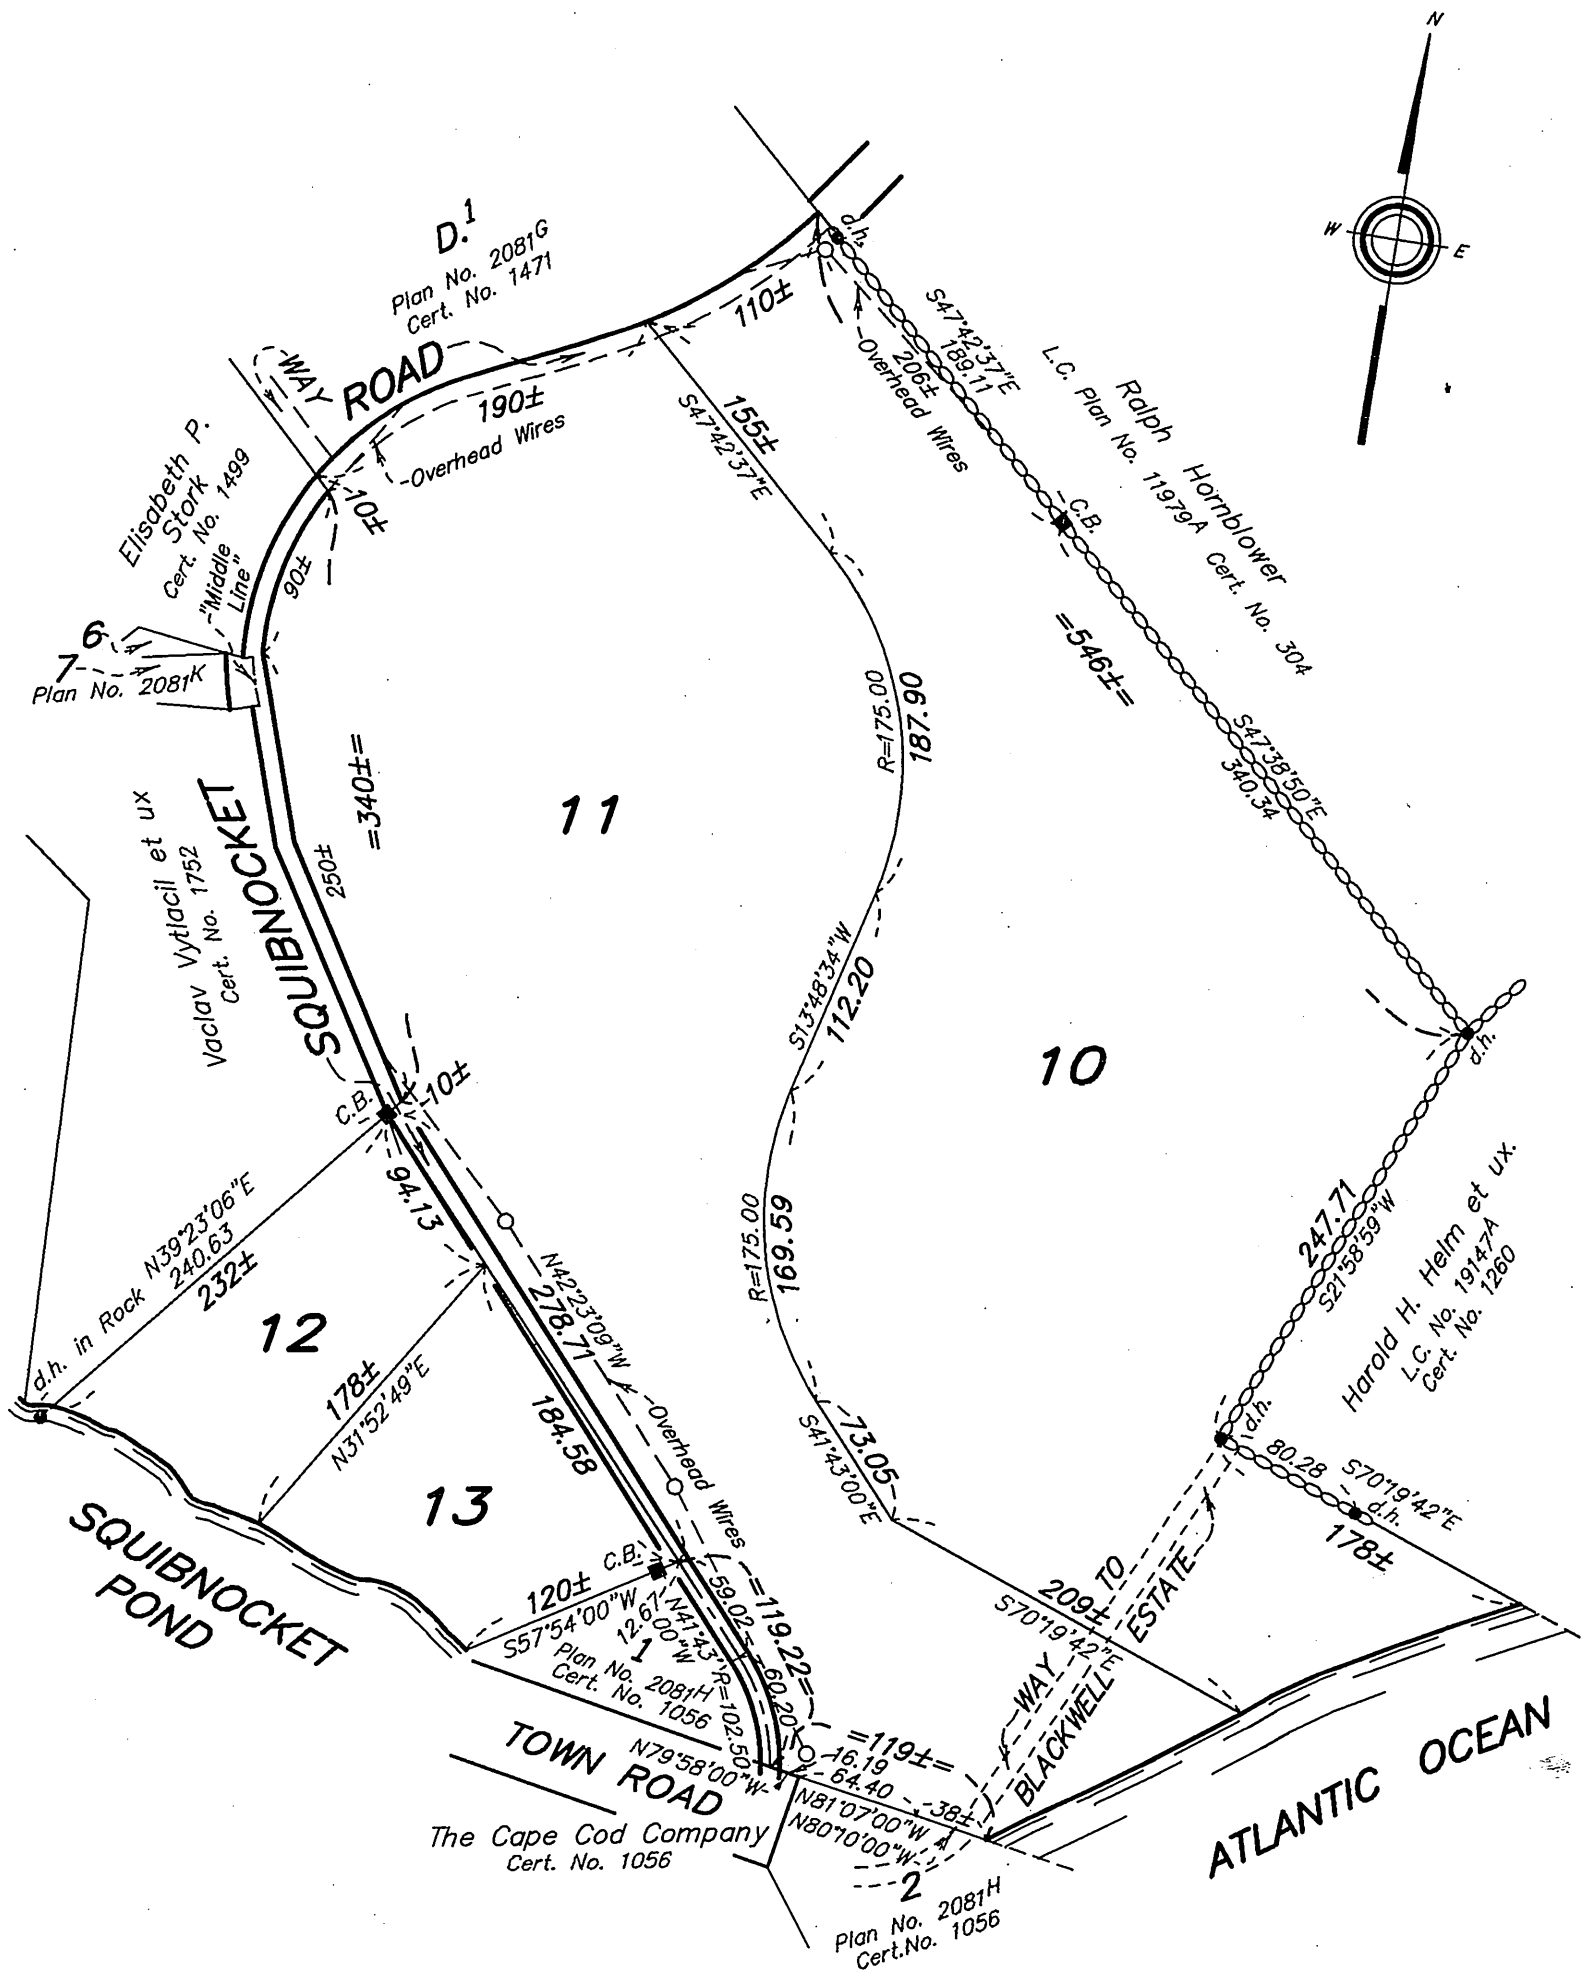 N
W
E
D.¹
Plan No. 2081ᴳ
Cert. No. 1471
d.h.
110±
WAY
ROAD
190±
Overhead Wires
10±
155±
S47°42'37"E
S47°42'37"E
189.11
206±
Overhead Wires
L.C. Plan No. 11979ᴬ Cert. No. 304
Ralph Hornblower
C.B.
=546±=
Elisabeth P.
Stork
Cert. No. 1499
"Middle
Line"
90±
6
7
Plan No. 2081ᴷ
R=175.00
187.90
S47°38'50"E
340.34
=340±=
11
Vaclav Vytlacil et ux
Cert. No. 1752
SQUIBNOCKET
250±
S13°48'34"W
112.20
10
d.h.
C.B.
10±
94.13
N39°23'06"E
240.63
232±
d.h. in Rock
12
178±
N31°52'49"E
N42°23'09"W
278.71
184.58
R=175.00
169.59
247.71
S21°58'59"W
Harold H. Helm et ux.
L.C. No. 19147ᴬ
Cert. No. 1260
d.h.
80.28
S70°19'42"E
d.h.
178±
73.05
S41°43'00"E
Overhead Wires
13
SQUIBNOCKET
POND
C.B.
120±
S57°54'00"W
12.67
N41°43'
00"W
59.02
=119.22=
60.20
R=102.50
1
Plan No. 2081ᴴ
Cert. No. 1056
209±
S70°19'42"E
WAY TO
BLACKWELL ESTATE
TOWN ROAD
N79°58'00"W
=119±=
16.19
64.40
38±
N81°07'00"W
N80°10'00"W
The Cape Cod Company
Cert. No. 1056
2
Plan No. 2081ᴴ
Cert.No. 1056
ATLANTIC OCEAN